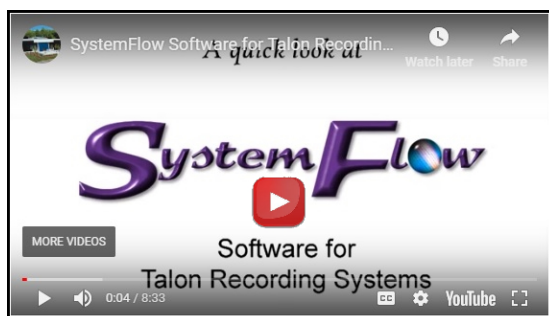 SystemFlow Software for Talon Recordin...
A quick look at
Watch later
Share
SystemFlow
MORE VIDEOS
Software for
Talon Recording Systems
0:04 / 8:33
CC
YouTube